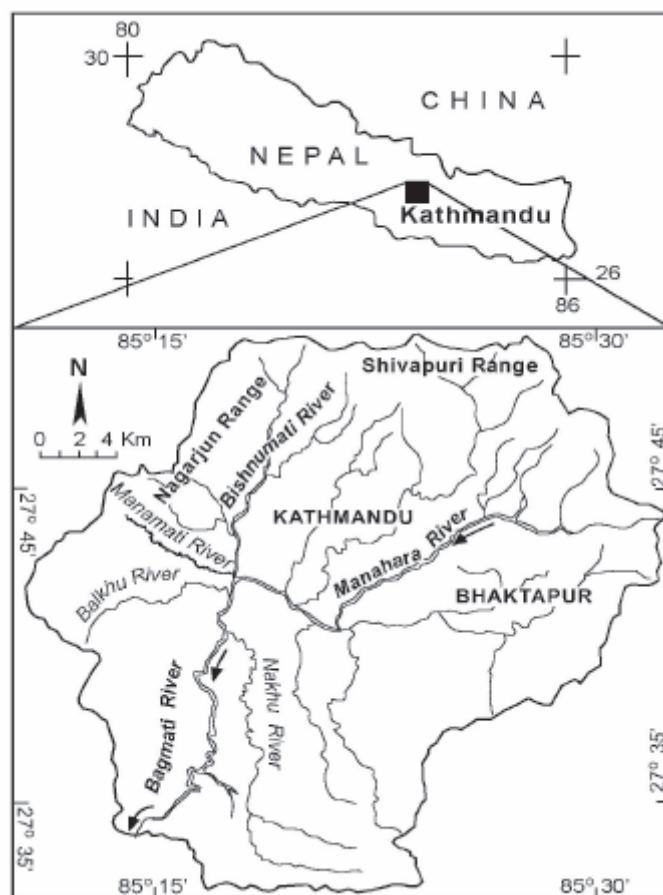 80
30
CHINA
NEPAL
INDIA
Kathmandu
26
86
85° 15'
85° 30'
N
0 2 4 Km
Shivapuri Range
Nagarjun Range
Bishnumati River
27° 45'
27° 45'
Manamati River
KATHMANDU
Manahara River
Balkhu River
BHAKTAPUR
Nakhu River
Bagmati River
27° 35'
27° 35'
85° 15'
85° 30'